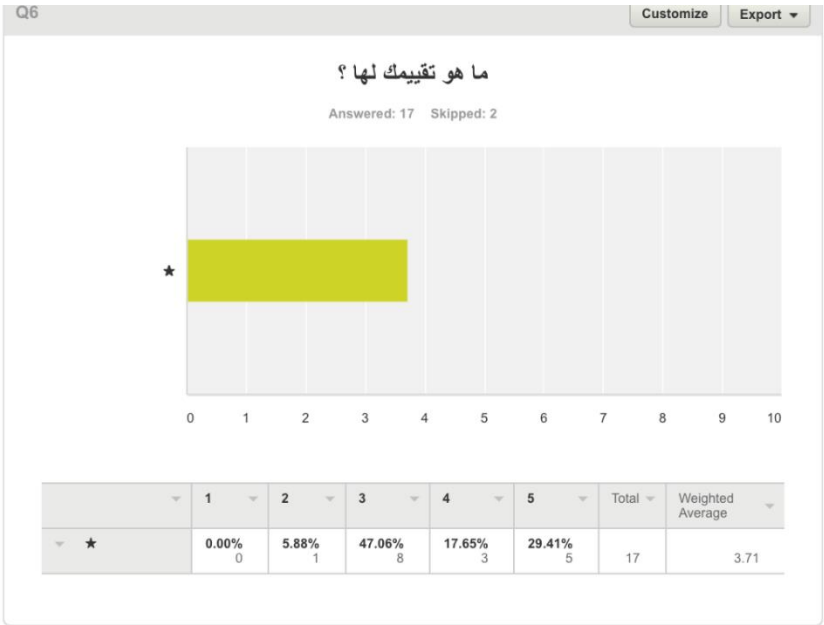 Q6 Customize Export
ما هو تقييمك لها ؟
Answered: 17 Skipped: 2
★
0 1 2 3 4 5 6 7 8 9 10
1 2 3 4 5 Total Weighted Average
★ 0.00% 5.88% 47.06% 17.65% 29.41%
0 1 8 3 5 17 3.71